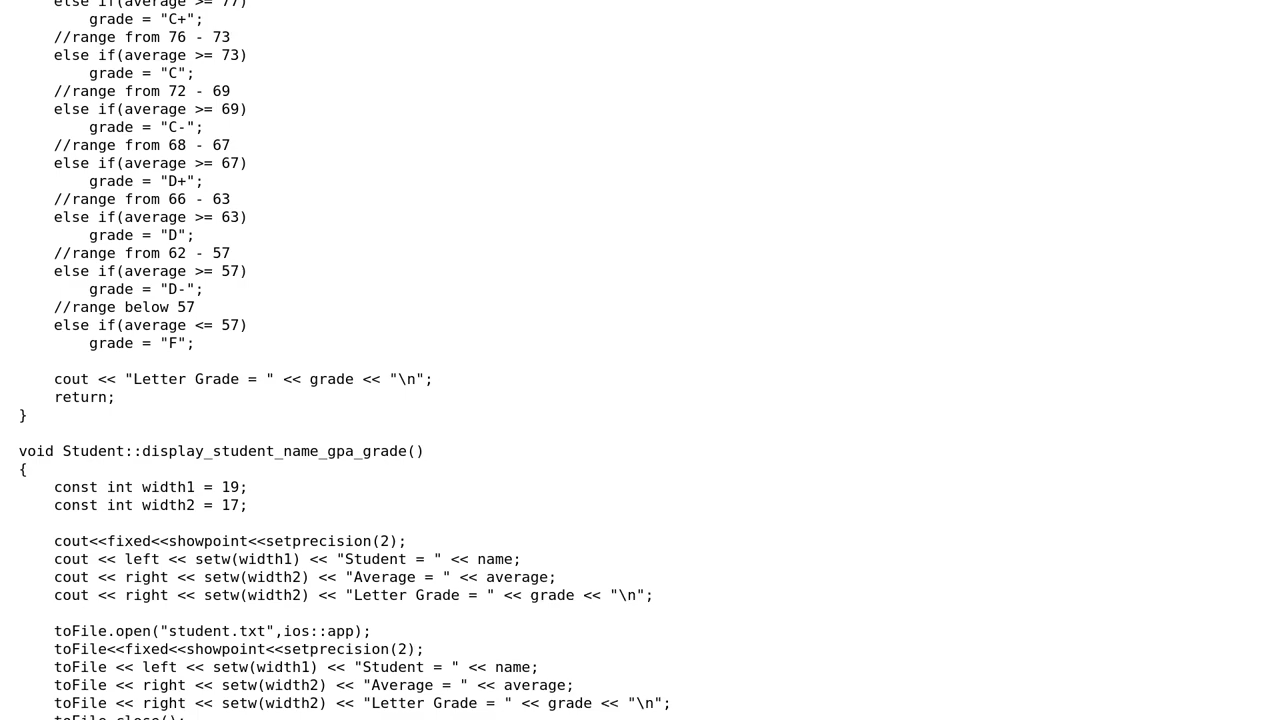 else if(average >= 77)
grade = "C+";
//range from 76 - 73
else if(average >= 73)
grade = "C";
//range from 72 - 69
else if(average >= 69)
grade = "C-";
//range from 68 - 67
else if(average >= 67)
grade = "D+";
//range from 66 - 63
else if(average >= 63)
grade = "D";
//range from 62 - 57
else if(average >= 57)
grade = "D-";
//range below 57
else if(average <= 57)
grade = "F";
cout << "Letter Grade = " << grade << "\n";
return;
}
void Student::display_student_name_gpa_grade()
{
const int width1 = 19;
const int width2 = 17;
cout<<fixed<<showpoint<<setprecision(2);
cout << left << setw(width1) << "Student = " << name;
cout << right << setw(width2) << "Average = " << average;
cout << right << setw(width2) << "Letter Grade = " << grade << "\n";
toFile.open("student.txt",ios::app);
toFile<<fixed<<showpoint<<setprecision(2);
toFile << left << setw(width1) << "Student = " << name;
toFile << right << setw(width2) << "Average = " << average;
toFile << right << setw(width2) << "Letter Grade = " << grade << "\n";
toFile.close();